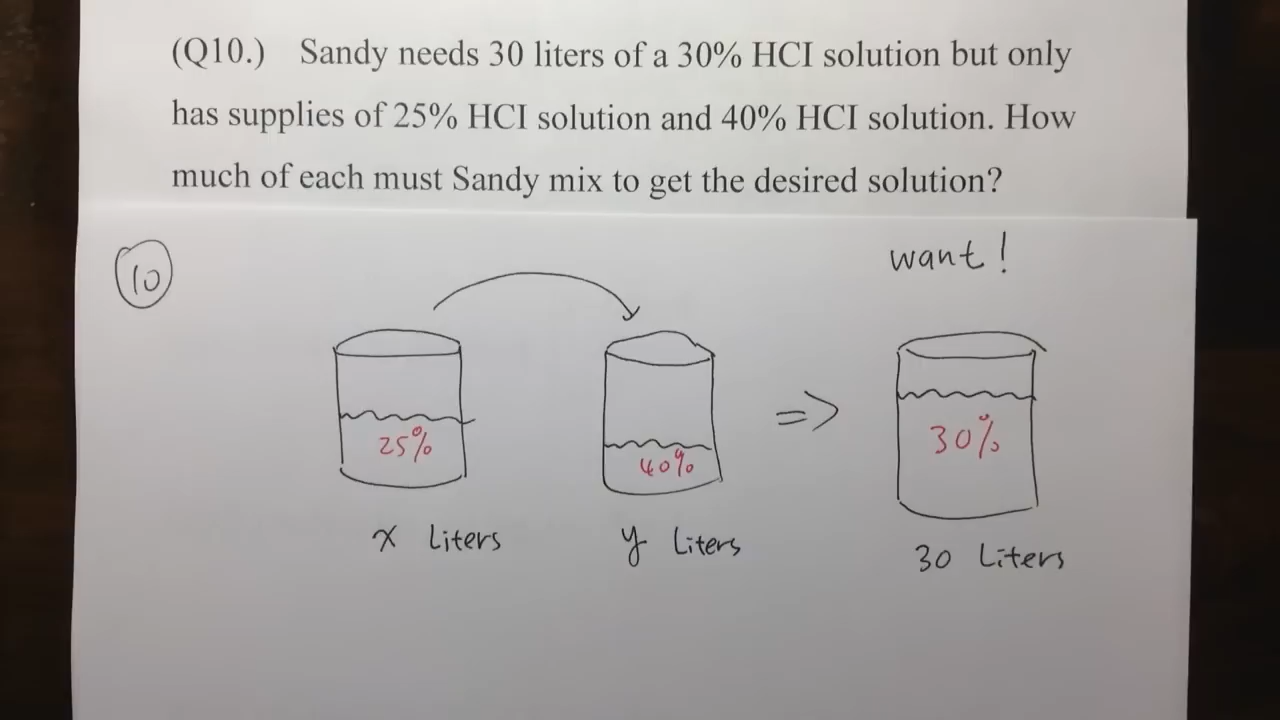 (Q10.) Sandy needs 30 liters of a 30% HCI solution but only
has supplies of 25% HCI solution and 40% HCI solution. How
much of each must Sandy mix to get the desired solution?
10
want!
25%
40%
=>
30%
x Liters
y Liters
30 Liters